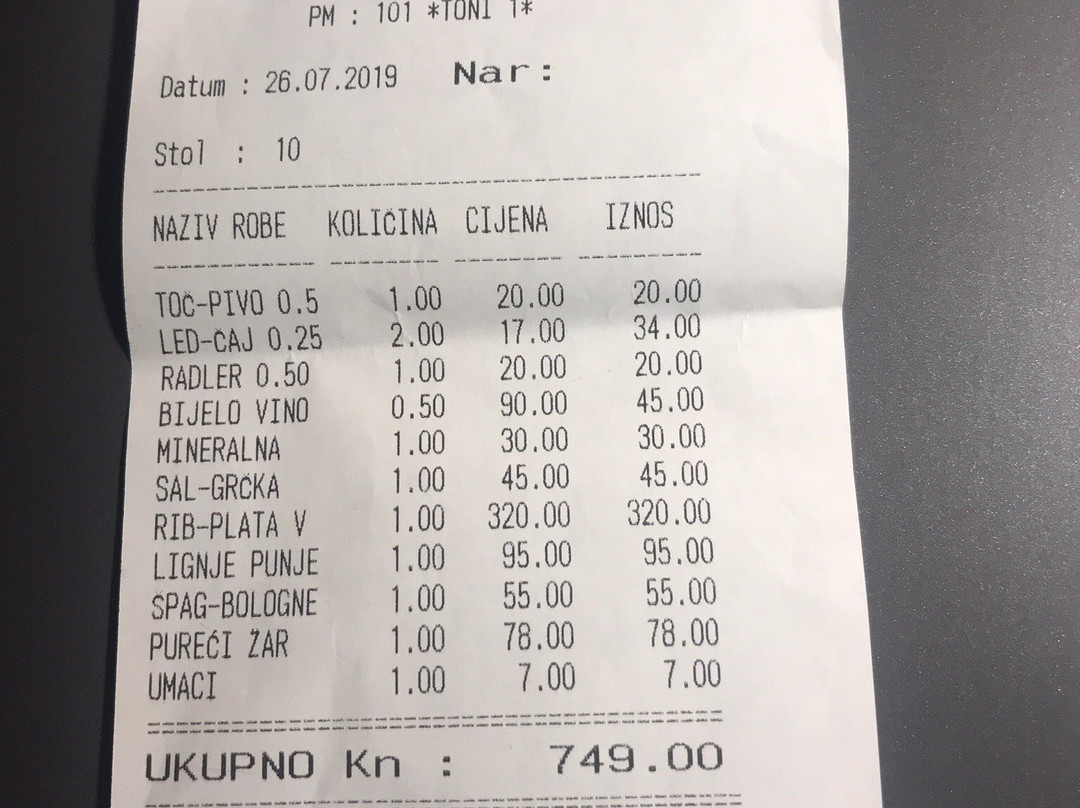 PM : 101 *TONI 1*
Datum : 26.07.2019 Nar:
Stol : 10
NAZIV ROBE KOLIČINA CIJENA IZNOS
TOČ-PIVO 0.5 1.00 20.00 20.00
LED-ČAJ 0.25 2.00 17.00 34.00
RADLER 0.50 1.00 20.00 20.00
BIJELO VINO 0.50 90.00 45.00
MINERALNA 1.00 30.00 30.00
SAL-GRČKA 1.00 45.00 45.00
RIB-PLATA V 1.00 320.00 320.00
LIGNJE PUNJE 1.00 95.00 95.00
ŠPAG-BOLOGNE 1.00 55.00 55.00
PUREĆI ŽAR 1.00 78.00 78.00
UMACI 1.00 7.00 7.00
UKUPNO Kn : 749.00